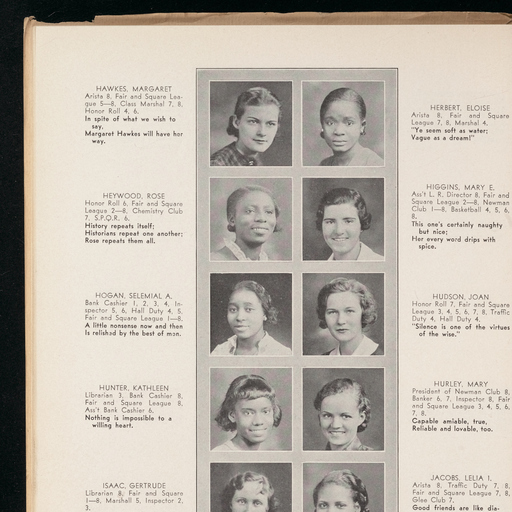 HAWKES, MARGARET
Arista 8, Fair and Square Lea-
gue 5—8, Class Marshal 7, 8,
Honor Roll 4, 6.
In spite of what we wish to
say,
Margaret Hawkes will have her
way.
HEYWOOD, ROSE
Honor Roll 6, Fair and Square
League 2—8, Chemistry Club
7, S.P.Q.R. 6.
History repeats itself;
Historians repeat one another;
Rose repeats them all.
HOGAN, SELEMIAL A.
Bank Cashier 1, 2, 3, 4, In-
spector 5, 6, Hall Duty 4, 5,
Fair and Square League 1—8.
A little nonsense now and then
Is relished by the best of men.
HUNTER, KATHLEEN
Librarian 3, Bank Cashier 8,
Fair and Square League 8,
Ass't Bank Cashier 6.
Nothing is impossible to a
willing heart.
ISAAC, GERTRUDE
Librarian 8, Fair and Square
1—8, Marshall 5, Inspector 2,
3.
HERBERT, ELOISE
Arista 8, Fair and Square
League 7, 8, Marshal 4.
"Ye seem soft as water;
Vague as a dream!"
HIGGINS, MARY E.
Ass't L. R. Director 8, Fair and
Square League 2—8, Newman
Club 1—8, Basketball 4, 5, 6,
8.
This one's certainly naughty
but nice;
Her every word drips with
spice.
HUDSON, JOAN
Honor Roll 7, Fair and Square
League 3, 4, 5, 6, 7, 8, Traffic
Duty 4, Hall Duty 4.
"Silence is one of the virtues
of the wise."
HURLEY, MARY
President of Newman Club 8,
Banker 6, 7, Inspector 8, Fair
and Square League 3, 4, 5, 6,
7, 8.
Capable amiable, true,
Reliable and lovable, too.
JACOBS, LELIA I.
Arista 8, Traffic Duty 7, 8,
Fair and Square League 7, 8,
Glee Club 7.
Good friends are like dia-